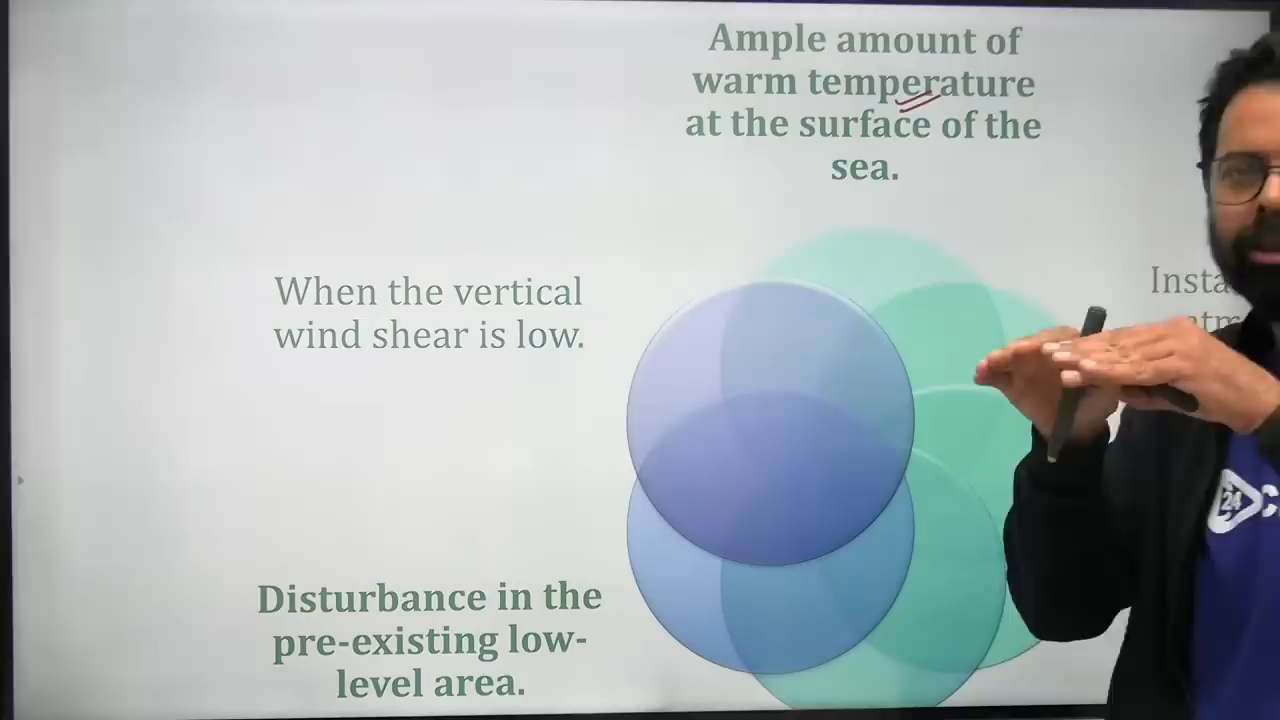 Ample amount of
warm temperature
at the surface of the
sea.
When the vertical
wind shear is low.
Disturbance in the
pre-existing low-
level area.
24